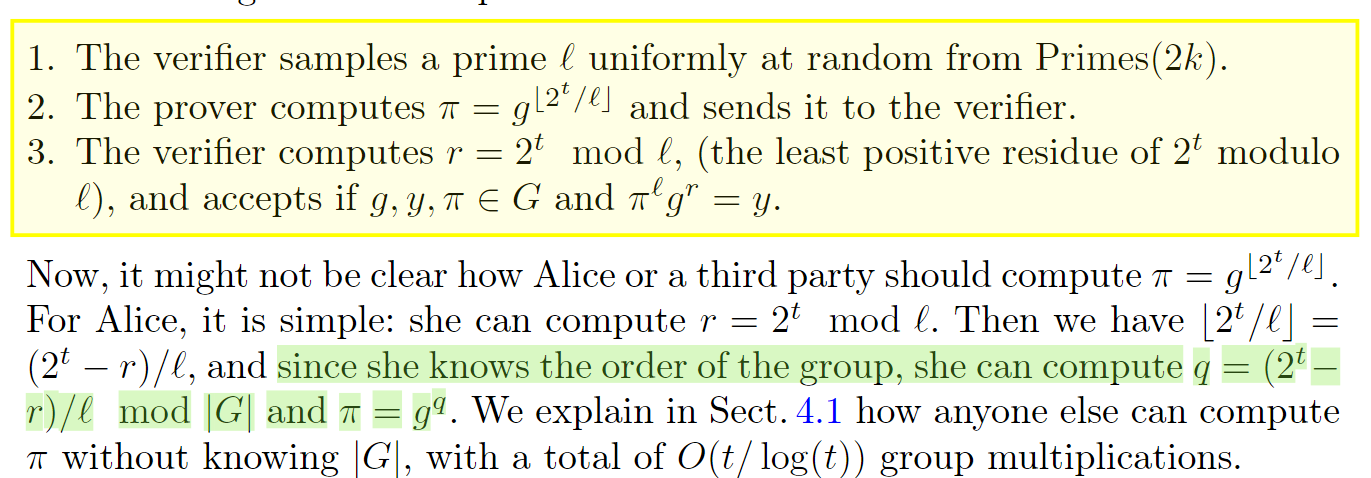 1. The verifier samples a prime ℓ uniformly at random from Primes(2k).
2. The prover computes π = g^{⌊2^t/ℓ⌋} and sends it to the verifier.
3. The verifier computes r = 2^t mod ℓ, (the least positive residue of 2^t modulo
ℓ), and accepts if g, y, π ∈ G and π^ℓ g^r = y.
Now, it might not be clear how Alice or a third party should compute π = g^{⌊2^t/ℓ⌋}.
For Alice, it is simple: she can compute r = 2^t mod ℓ. Then we have ⌊2^t/ℓ⌋ =
(2^t − r)/ℓ, and since she knows the order of the group, she can compute q = (2^t −
r)/ℓ mod |G| and π = g^q. We explain in Sect. 4.1 how anyone else can compute
π without knowing |G|, with a total of O(t/ log(t)) group multiplications.